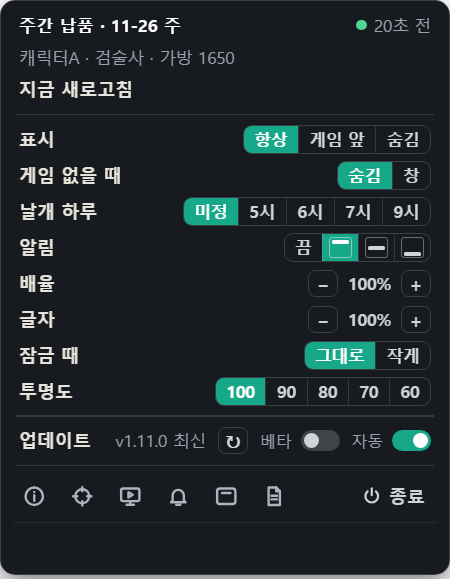 주간 납품 · 11-26 주 20초 전
캐릭터A · 검술사 · 가방 1650
지금 새로고침
표시 항상 게임 앞 숨김
게임 없을 때 숨김 창
날개 하루 미정 5시 6시 7시 9시
알림 끔
배율 − 100% +
글자 − 100% +
잠금 때 그대로 작게
투명도 100 90 80 70 60
업데이트 v1.11.0 최신 베타 자동
종료